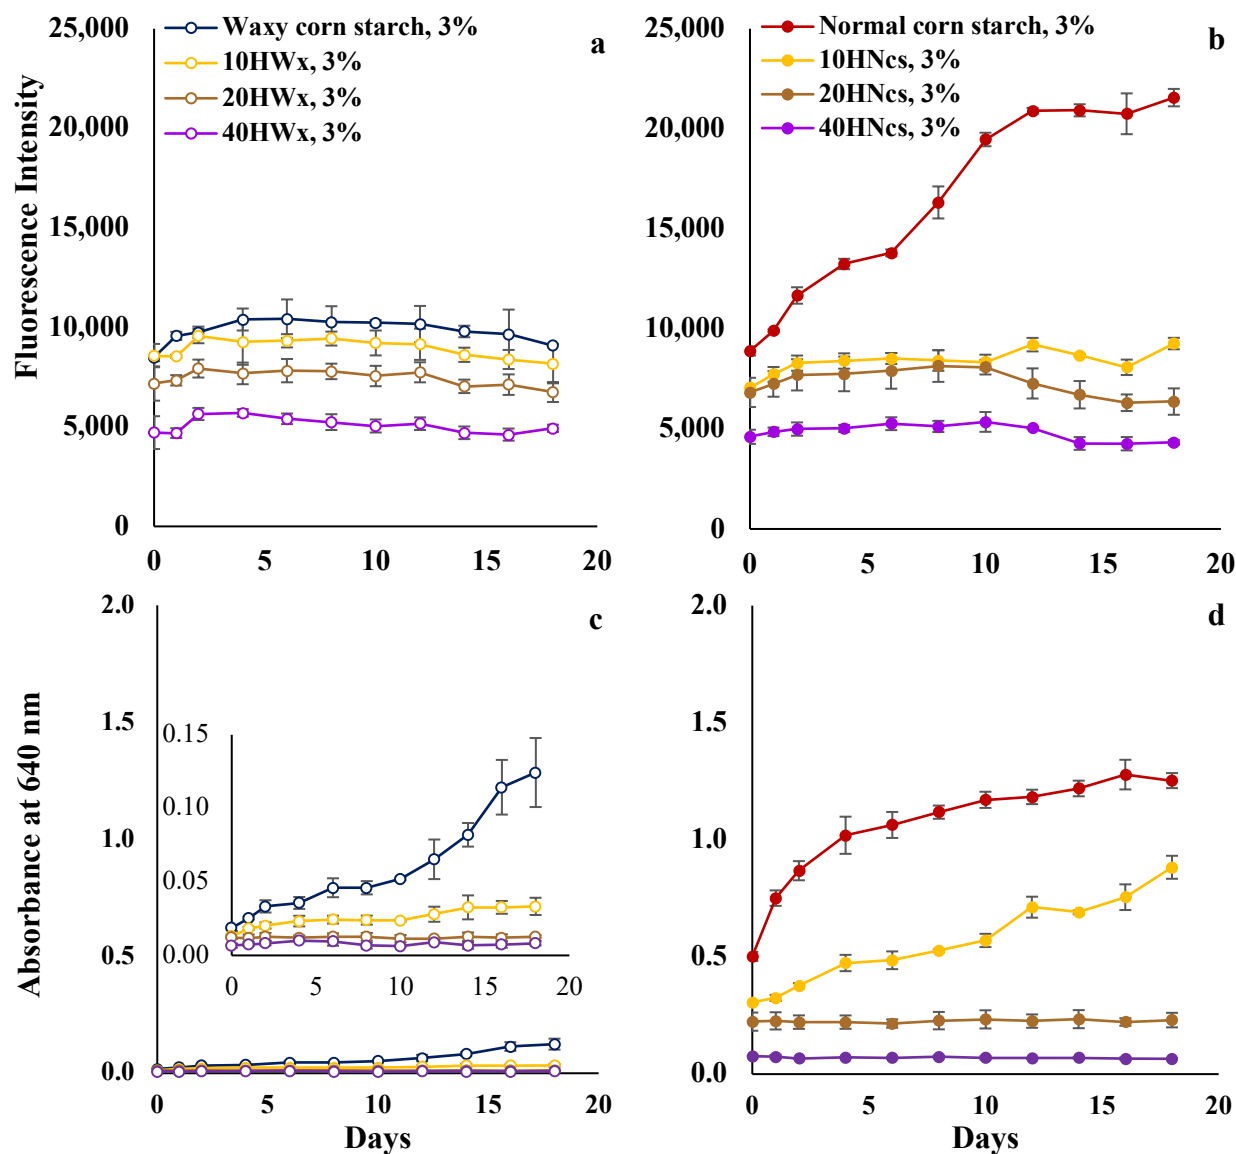 Fluorescence Intensity
25,000
20,000
15,000
10,000
5,000
0
0 5 10 15 20
Waxy corn starch, 3%
10HWx, 3%
20HWx, 3%
40HWx, 3%
a
25,000
20,000
15,000
10,000
5,000
0
0 5 10 15 20
Normal corn starch, 3%
10HNcs, 3%
20HNcs, 3%
40HNcs, 3%
b
Absorbance at 640 nm
2.0
1.5
1.0
0.5
0.0
0 5 10 15 20
Days
c
0.15
0.10
0.05
0.00
0 5 10 15 20
2.0
1.5
1.0
0.5
0.0
0 5 10 15 20
Days
d